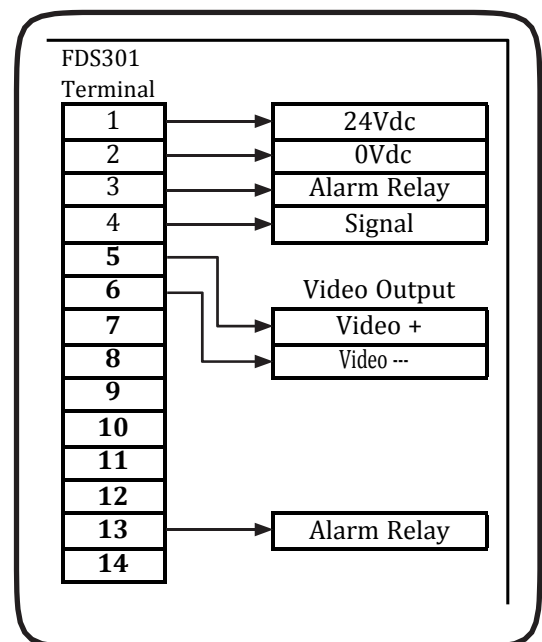 FDS301
Terminal
1 24Vdc
2 0Vdc
3 Alarm Relay
4 Signal
5
6 Video Output
7 Video +
8 Video ---
9
10
11
12
13 Alarm Relay
14